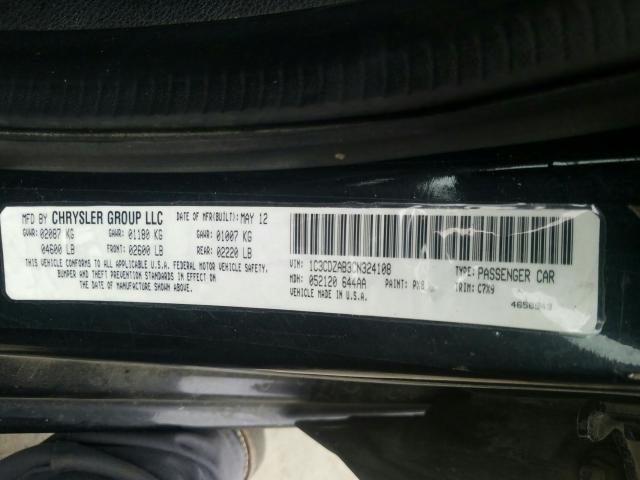 MFD BY CHRYSLER GROUP LLC DATE OF MFR(BUILT): MAY 12
GVWR: 02087 KG GAWR: 01180 KG GAWR: 01007 KG
04600 LB FRONT: 02600 LB REAR: 02220 LB
THIS VEHICLE CONFORMS TO ALL APPLICABLE U.S.A. FEDERAL MOTOR VEHICLE SAFETY,
BUMPER AND THEFT PREVENTION STANDARDS IN EFFECT ON
THE DATE OF MANUFACTURE SHOWN ABOVE.
VIN: 1C3CDZAB3CN324108 TYPE: PASSENGER CAR
MDH: 052120 644AA PAINT: PX8 TRIM: C7X9
VEHICLE MADE IN U.S.A.